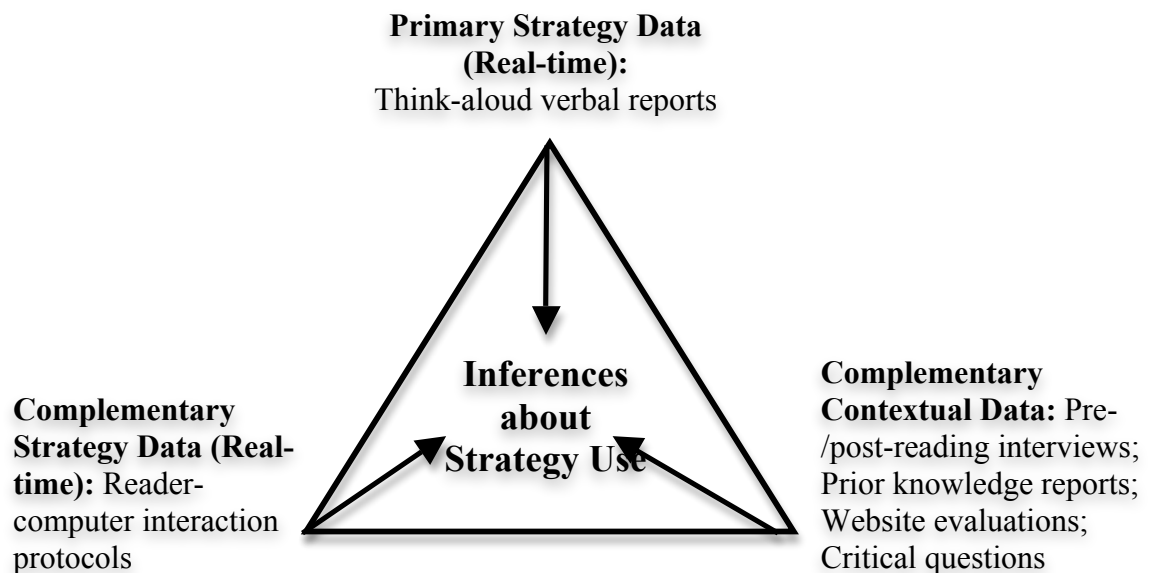 Primary Strategy Data
(Real-time):
Think-aloud verbal reports
Inferences
about
Strategy Use
Complementary
Strategy Data (Real-
time): Reader-
computer interaction
protocols
Complementary
Contextual Data: Pre-
/post-reading interviews;
Prior knowledge reports;
Website evaluations;
Critical questions